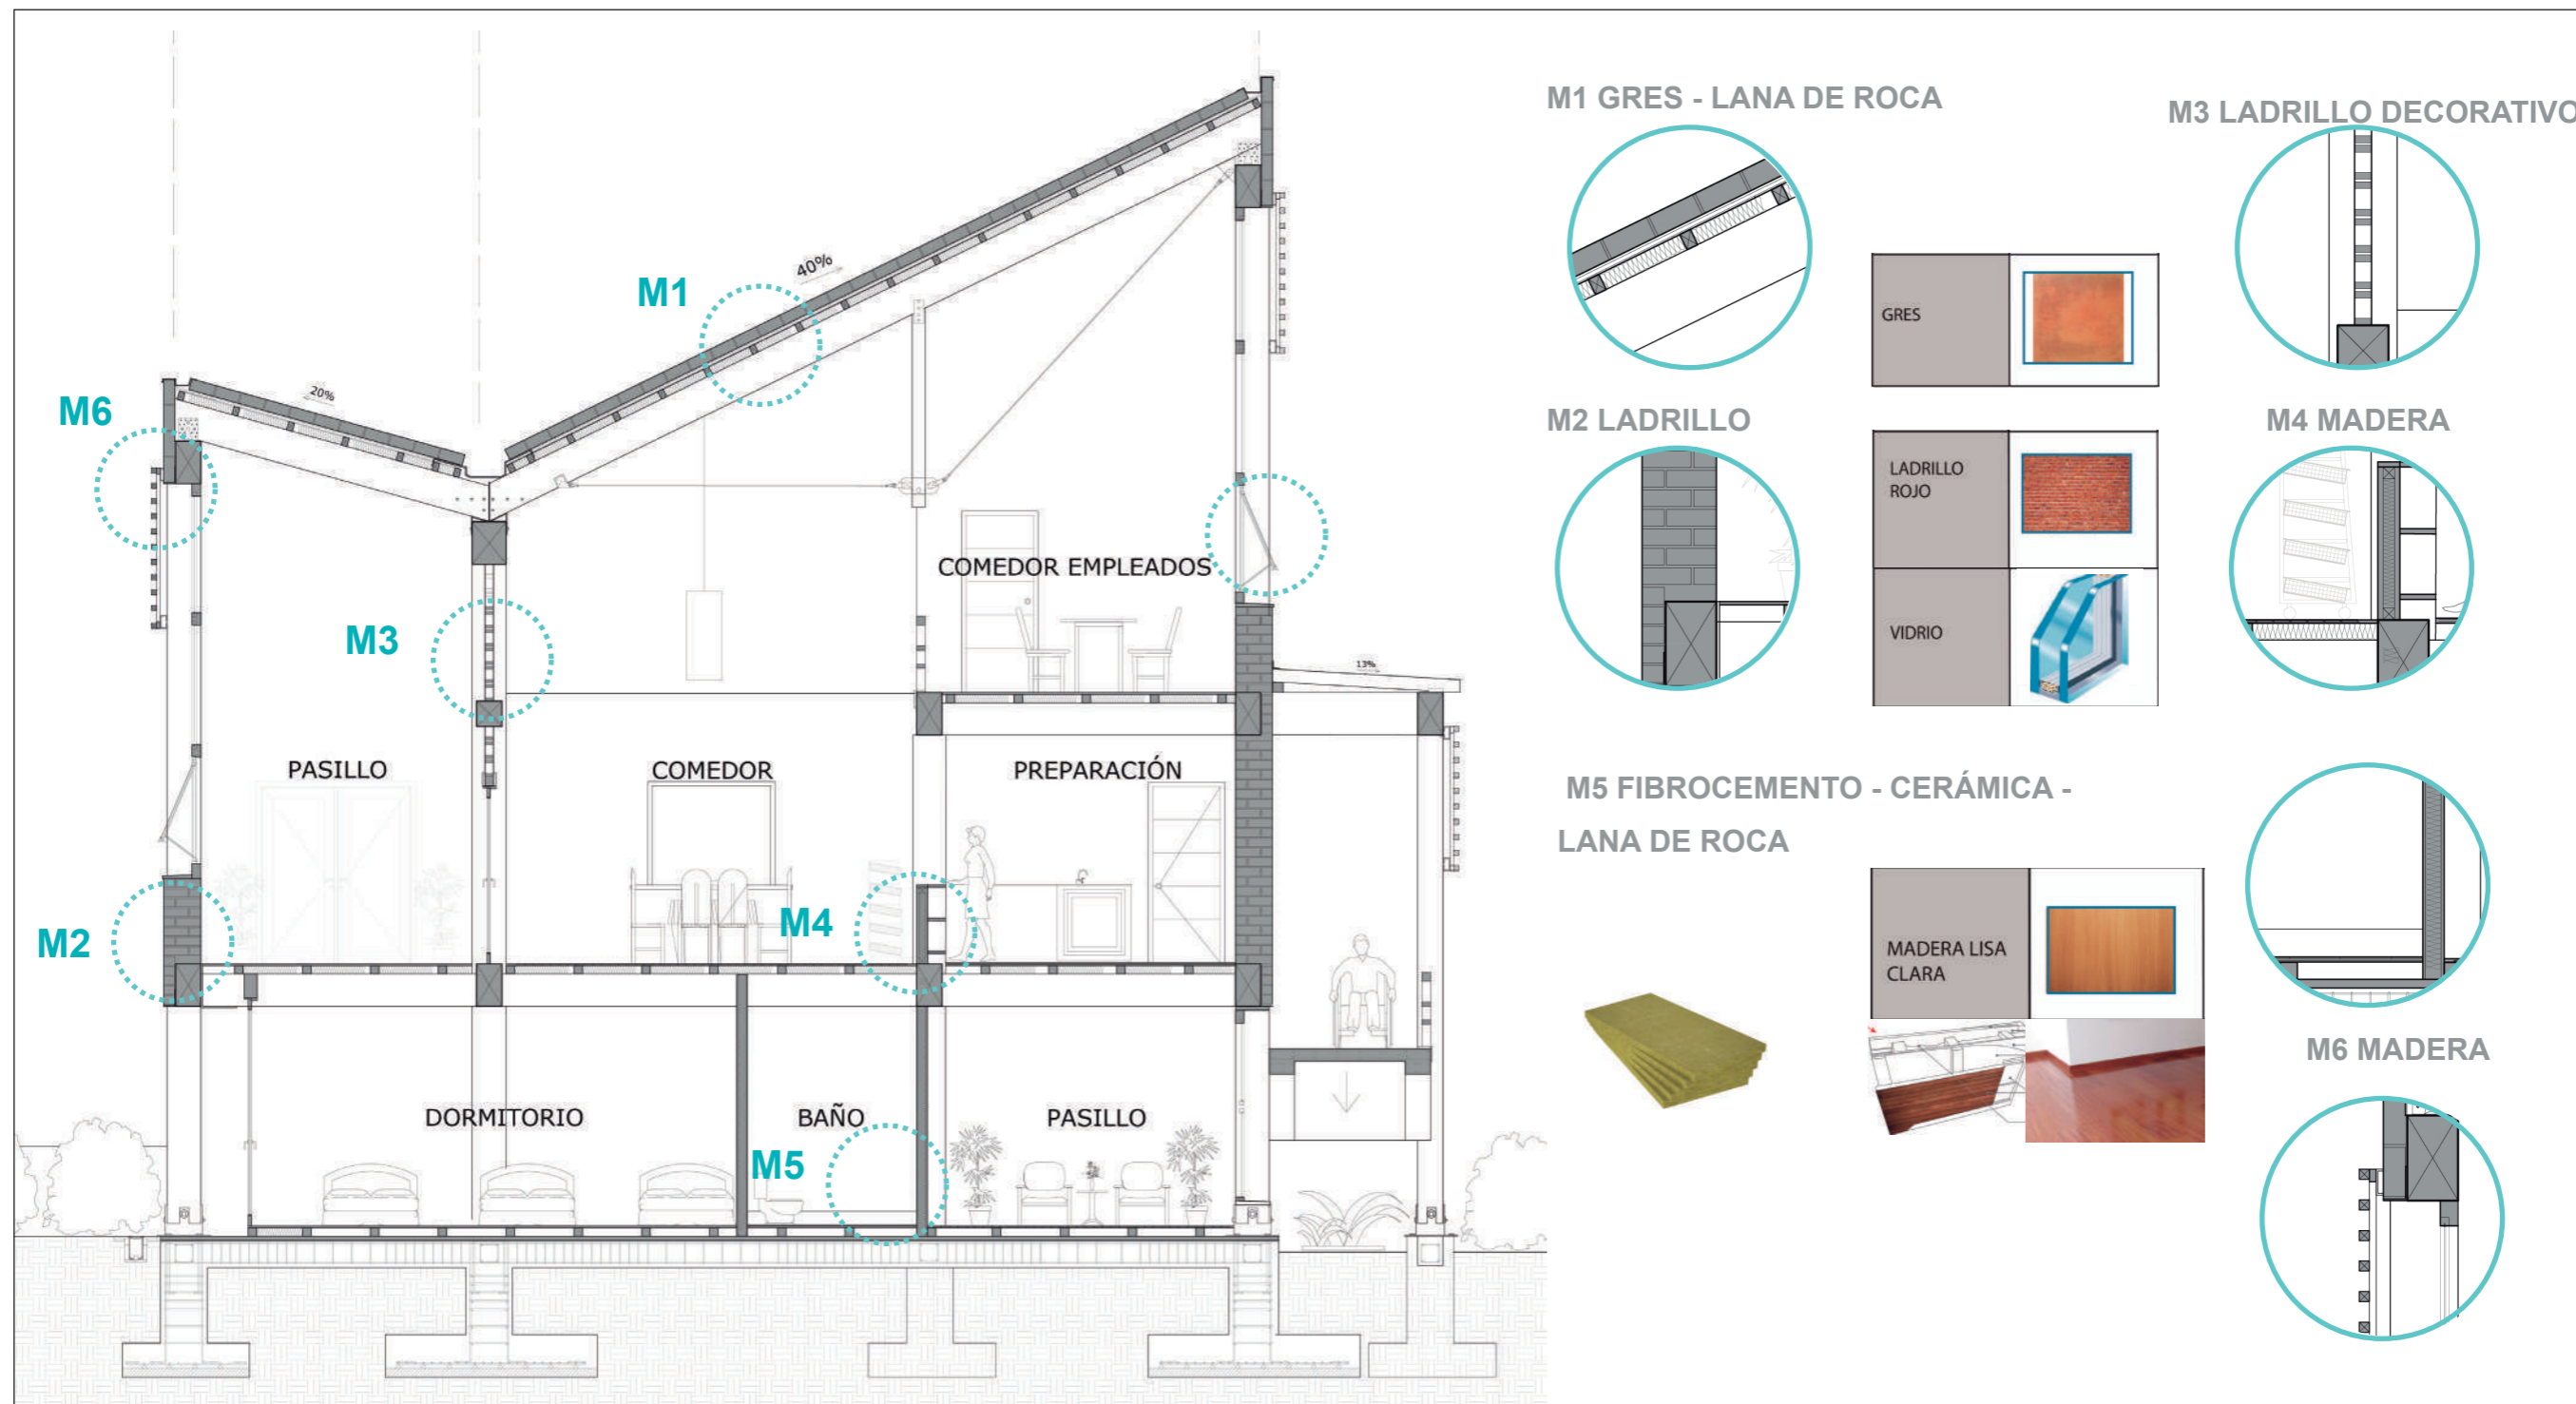 40%
M1
20%
M6
COMEDOR EMPLEADOS
M3
13%
PASILLO
COMEDOR
PREPARACIÓN
M2
M4
DORMITORIO
BAÑO
PASILLO
M5
M1 GRES - LANA DE ROCA
M3 LADRILLO DECORATIVO
GRES
M2 LADRILLO
M4 MADERA
LADRILLO
ROJO
VIDRIO
M5 FIBROCEMENTO - CERÁMICA -
LANA DE ROCA
MADERA LISA
CLARA
M6 MADERA